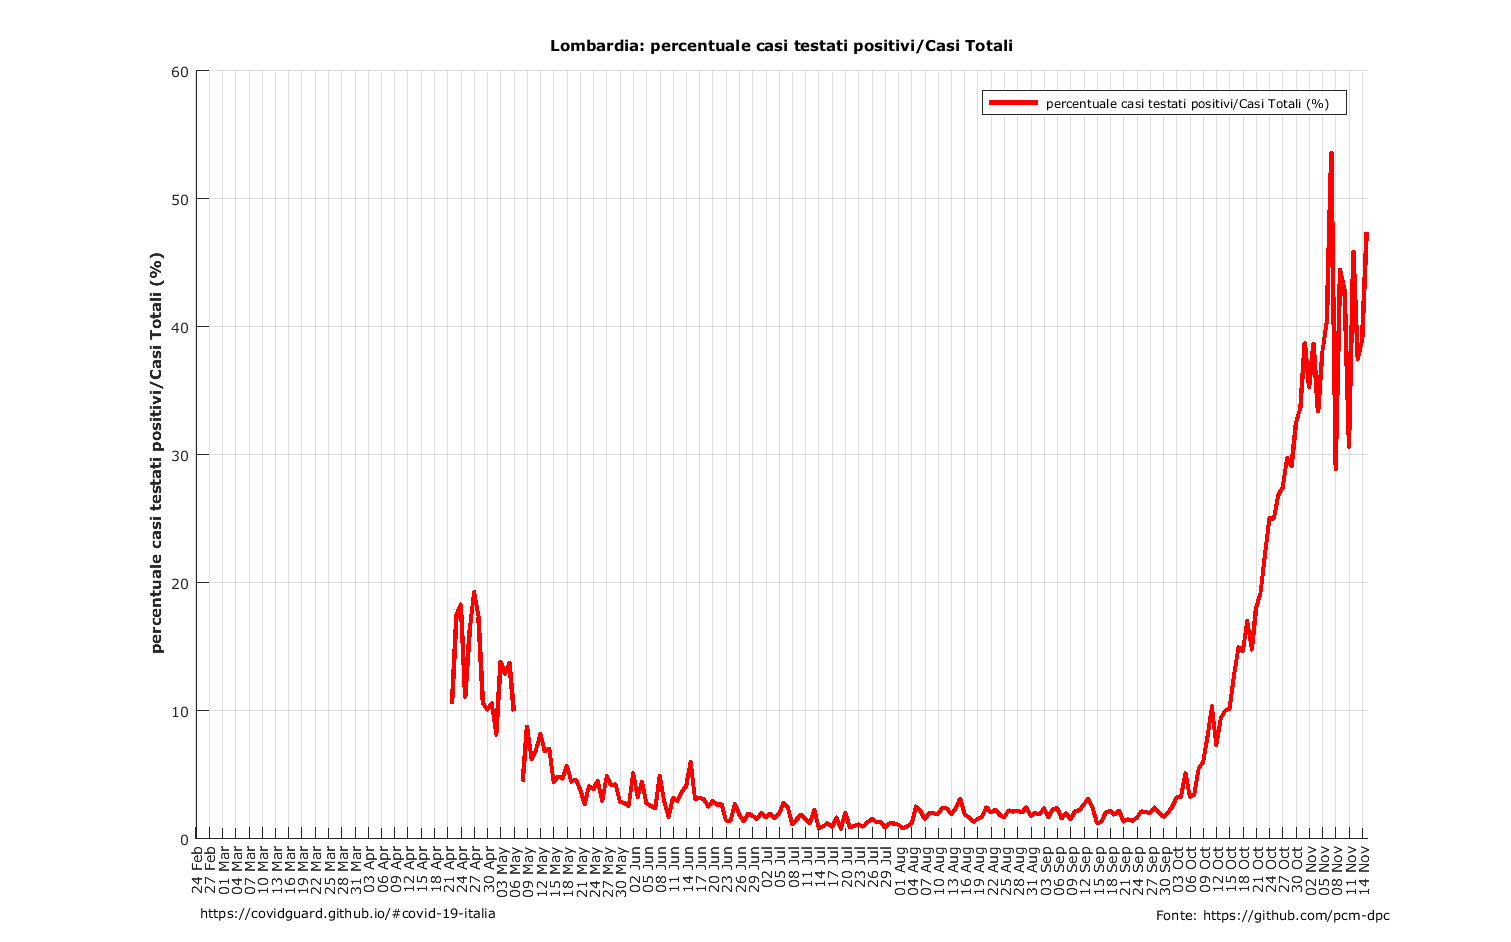 Lombardia: percentuale casi testati positivi/Casi Totali
percentuale casi testati positivi/Casi Totali (%)
percentuale casi testati positivi/Casi Totali (%)
60
50
40
30
20
10
0
24 Feb
27 Feb
01 Mar
04 Mar
07 Mar
10 Mar
13 Mar
16 Mar
19 Mar
22 Mar
25 Mar
28 Mar
31 Mar
03 Apr
06 Apr
09 Apr
12 Apr
15 Apr
18 Apr
21 Apr
24 Apr
27 Apr
30 Apr
03 May
06 May
09 May
12 May
15 May
18 May
21 May
24 May
27 May
30 May
02 Jun
05 Jun
08 Jun
11 Jun
14 Jun
17 Jun
20 Jun
23 Jun
26 Jun
29 Jun
02 Jul
05 Jul
08 Jul
11 Jul
14 Jul
17 Jul
20 Jul
23 Jul
26 Jul
29 Jul
01 Aug
04 Aug
07 Aug
10 Aug
13 Aug
16 Aug
19 Aug
22 Aug
25 Aug
28 Aug
31 Aug
03 Sep
06 Sep
09 Sep
12 Sep
15 Sep
18 Sep
21 Sep
24 Sep
27 Sep
30 Sep
03 Oct
06 Oct
09 Oct
12 Oct
15 Oct
18 Oct
21 Oct
24 Oct
27 Oct
30 Oct
02 Nov
05 Nov
08 Nov
11 Nov
14 Nov
https://covidguard.github.io/#covid-19-italia
Fonte: https://github.com/pcm-dpc